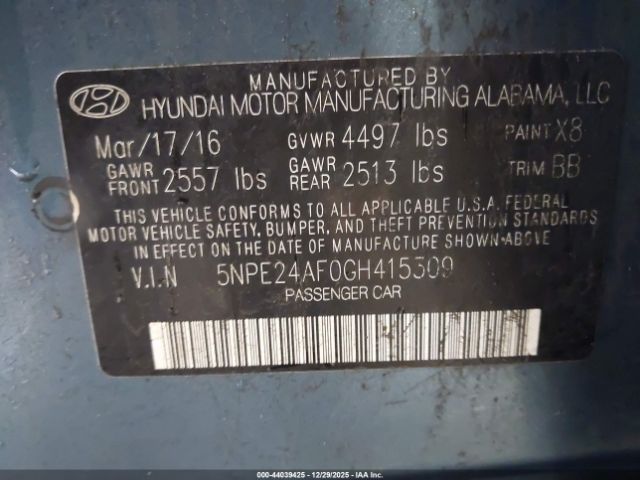 MANUFACTURED BY
HYUNDAI MOTOR MANUFACTURING ALABAMA, LLC
Mar/17/16 GVWR 4497 lbs PAINT X8
GAWR FRONT 2557 lbs GAWR REAR 2513 lbs TRIM BB
THIS VEHICLE CONFORMS TO ALL APPLICABLE U.S.A. FEDERAL
MOTOR VEHICLE SAFETY, BUMPER, AND THEFT PREVENTION STANDARDS
IN EFFECT ON THE DATE OF MANUFACTURE SHOWN ABOVE
V.I.N 5NPE24AF0GH415309
PASSENGER CAR
000-44039425 - 12/29/2025 - IAAI.COM